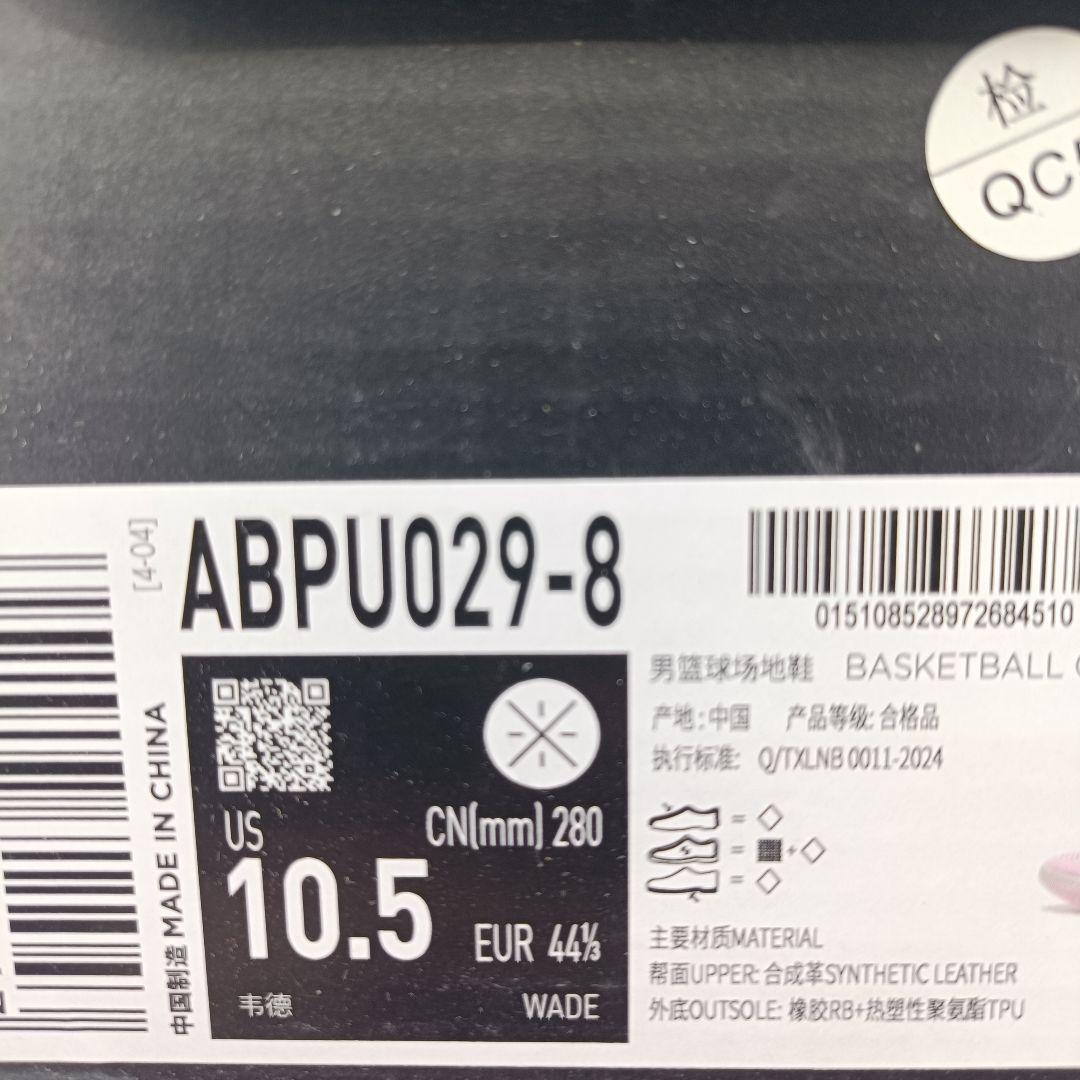 检
QC
[4-04]
ABPU029-8
015108528972684510
男篮球场地鞋 BASKETBALL
产地:中国 产品等级:合格品
执行标准: Q/TXLNB 0011-2024
US
CN(mm) 280
10.5
EUR 44⅓
韦德
WADE
主要材质MATERIAL
帮面UPPER: 合成革SYNTHETIC LEATHER
外底OUTSOLE: 橡胶RB+热塑性聚氨酯TPU
中国制造 MADE IN CHINA